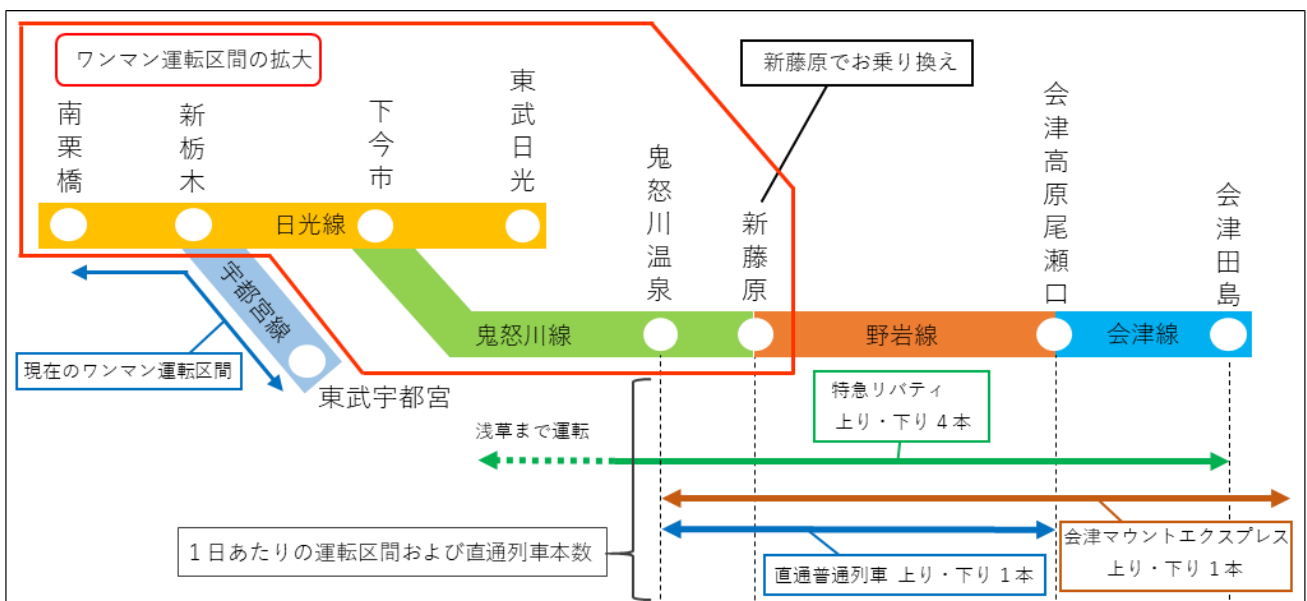 ワンマン運転区間の拡大
新藤原でお乗り換え
南栗橋
新栃木
下今市
東武日光
鬼怒川温泉
新藤原
会津高原尾瀬口
会津田島
日光線
宇都宮線
鬼怒川線
野岩線
会津線
現在のワンマン運転区間
東武宇都宮
特急リバティ
上り・下り4本
浅草まで運転
1日あたりの運転区間および直通列車本数
会津マウントエクスプレス
上り・下り1本
直通普通列車 上り・下り1本